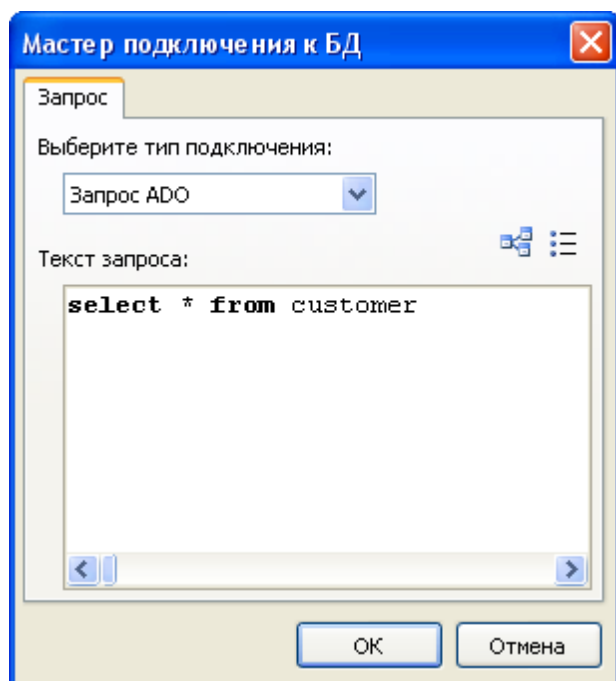 Мастер подключения к БД
Запрос
Выберите тип подключения:
Запрос ADO
Текст запроса:
select * from customer
OK
Отмена